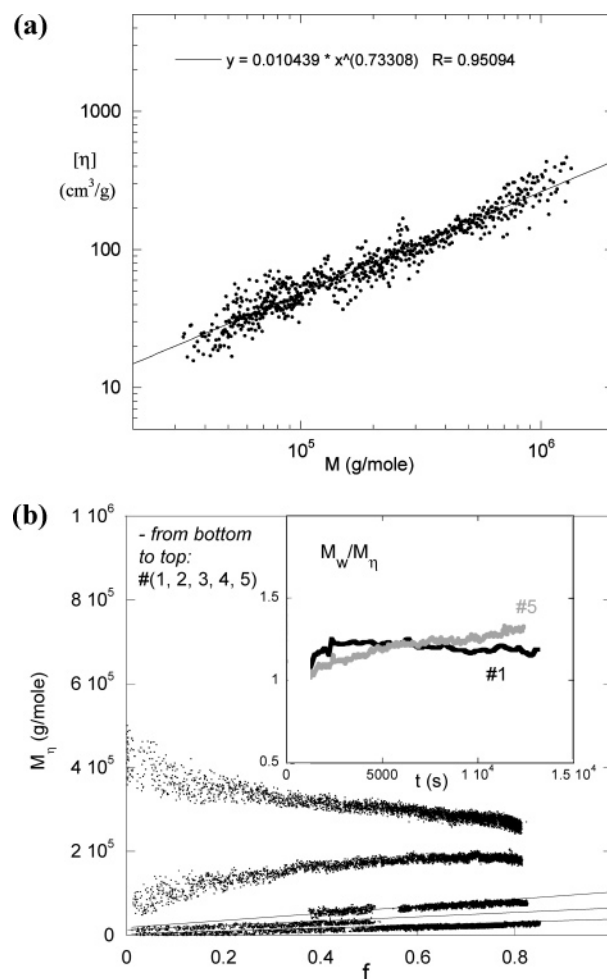 (a)
y = 0.010439 * x^(0.73308) R= 0.95094
1000
[η]
(cm³/g)
100
10
10⁵
10⁶
M (g/mole)
(b)
1 10⁶
- from bottom
to top:
#(1, 2, 3, 4, 5)
8 10⁵
6 10⁵
4 10⁵
2 10⁵
0
M_η (g/mole)
M_w/M_η
1.5
1
0.5
#5
#1
0
5000
1 10⁴
1.5 10⁴
t (s)
0
0.2
0.4
0.6
0.8
f